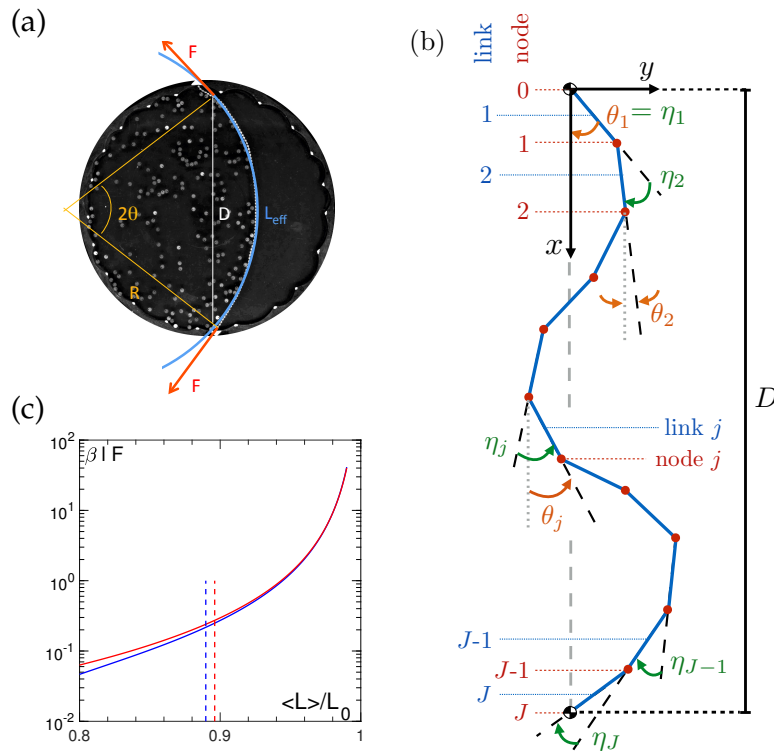 (a)
F
2θ
D
L_eff
R
F
(b)
link
node
0
y
1
θ_1 = η_1
1
2
η_2
2
x
θ_2
D
link j
η_j
node j
θ_j
J-1
J-1
η_{J-1}
J
J
η_J
(c)
β l F
10^2
10^1
10^0
10^{-1}
10^{-2}
0.8
0.9
1
<L>/L_0